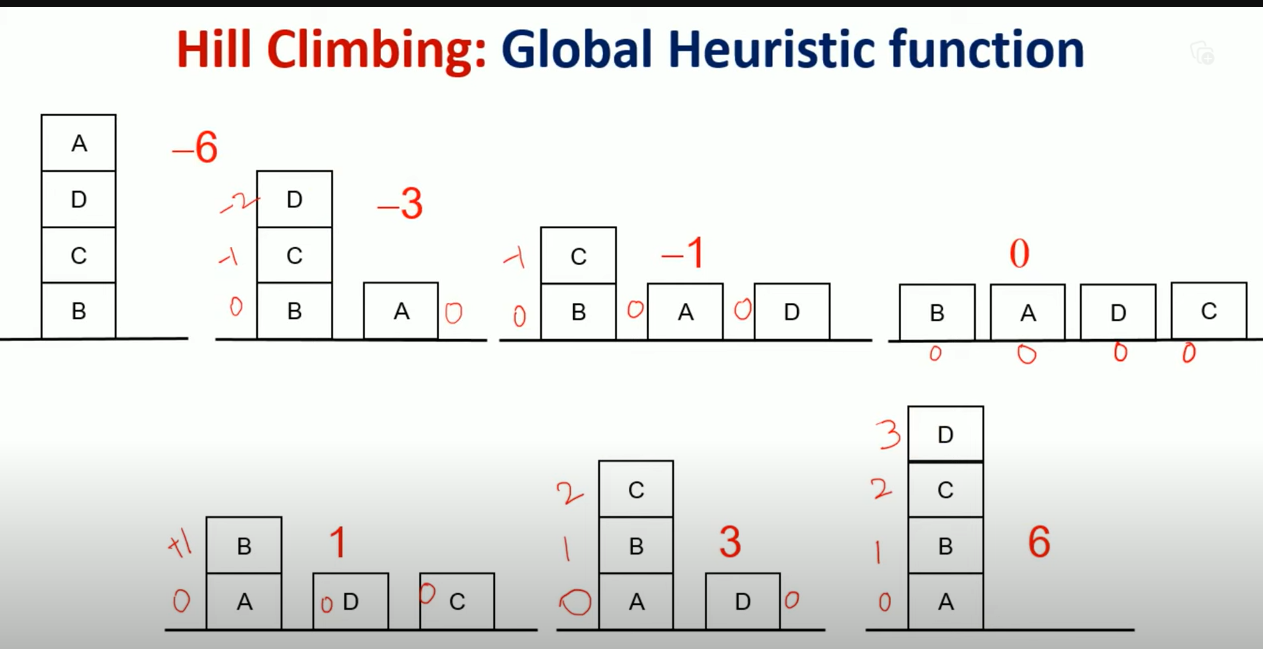 Hill Climbing: Global Heuristic function
A
–6
D
–2
D
–3
C
–1
C
–1
C
–1
0
B
0
B
A
0
0
B
0
A
0
D
B
A
D
C
0
0
0
0
3
D
2
C
2
C
+1
B
1
1
B
3
1
B
6
0
A
0
D
0
C
0
A
D
0
0
A